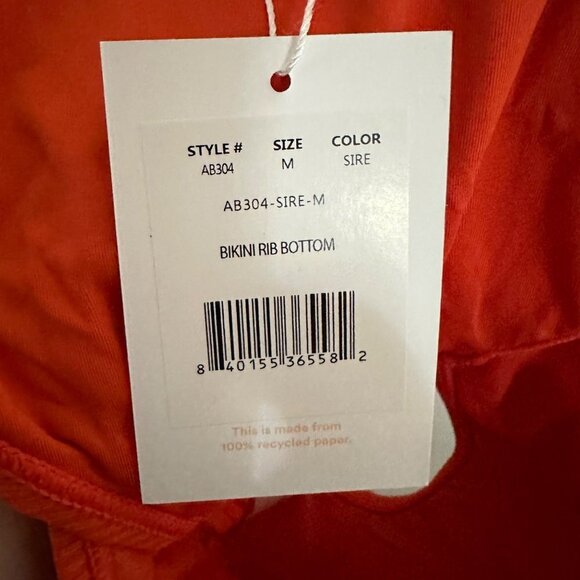 STYLE # SIZE COLOR
AB304 M SIRE
AB304-SIRE-M
BIKINI RIB BOTTOM
8 40155 36558 2
This is made from
100% recycled paper.